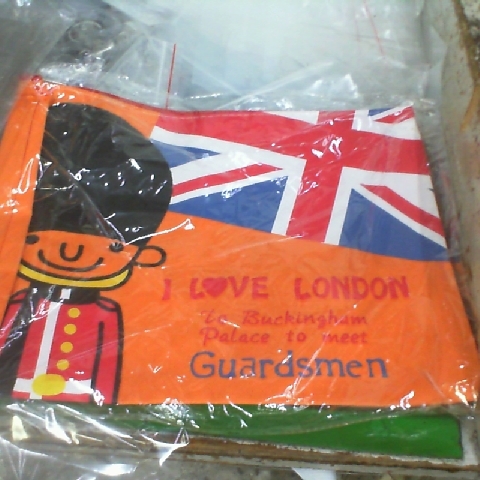 I LOVE LONDON
To Buckingham
Palace to meet
Guardsmen